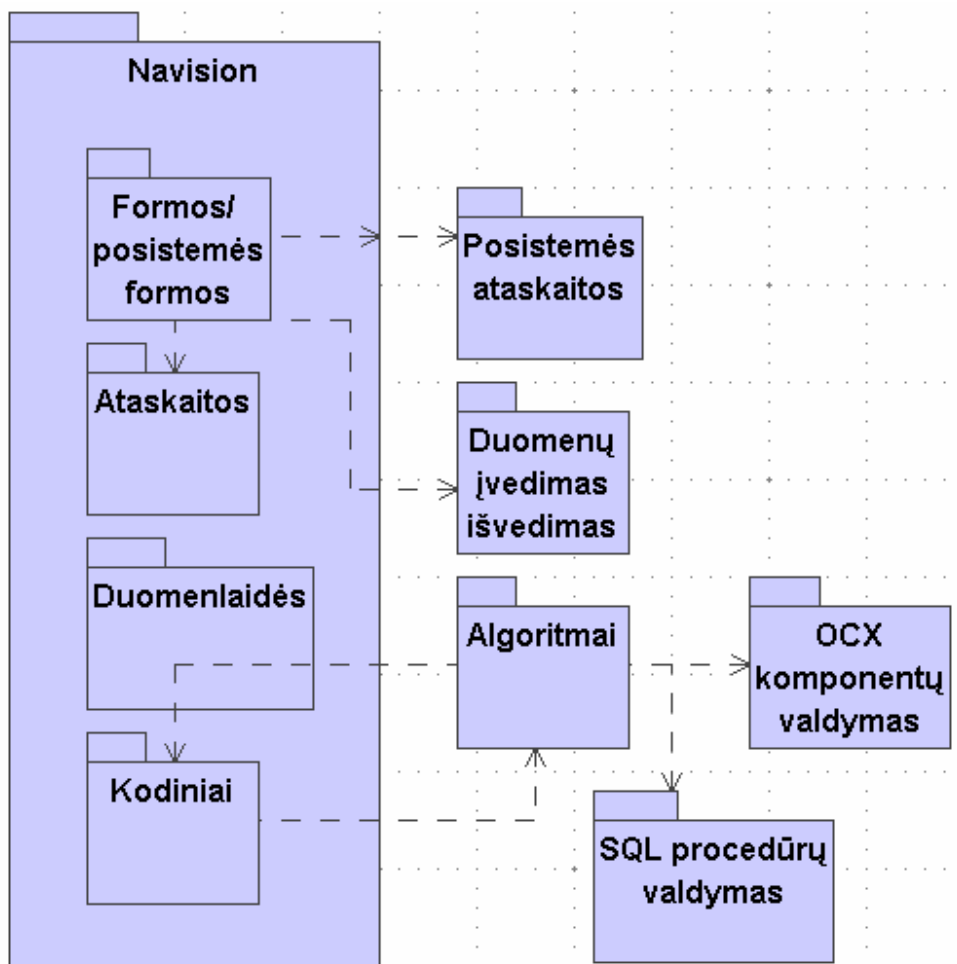 Navision
Formos/
posistemės
formos
Ataskaitos
Duomenlaidės
Kodiniai
Posistemės
ataskaitos
Duomenų
įvedimas
išvedimas
Algoritmai
OCX
komponentų
valdymas
SQL procedūrų
valdymas